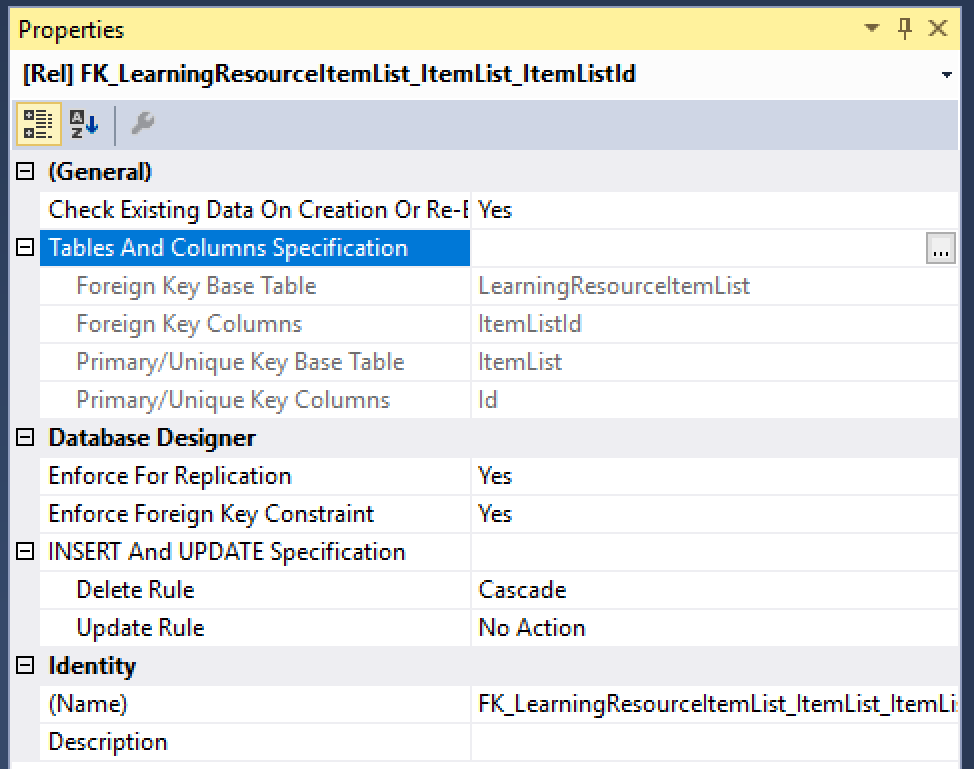 Properties
[Rel] FK_LearningResourceItemList_ItemList_ItemListId
(General)
Check Existing Data On Creation Or Re-E Yes
Tables And Columns Specification ...
Foreign Key Base Table LearningResourceItemList
Foreign Key Columns ItemListId
Primary/Unique Key Base Table ItemList
Primary/Unique Key Columns Id
Database Designer
Enforce For Replication Yes
Enforce Foreign Key Constraint Yes
INSERT And UPDATE Specification
Delete Rule Cascade
Update Rule No Action
Identity
(Name) FK_LearningResourceItemList_ItemList_ItemLi
Description